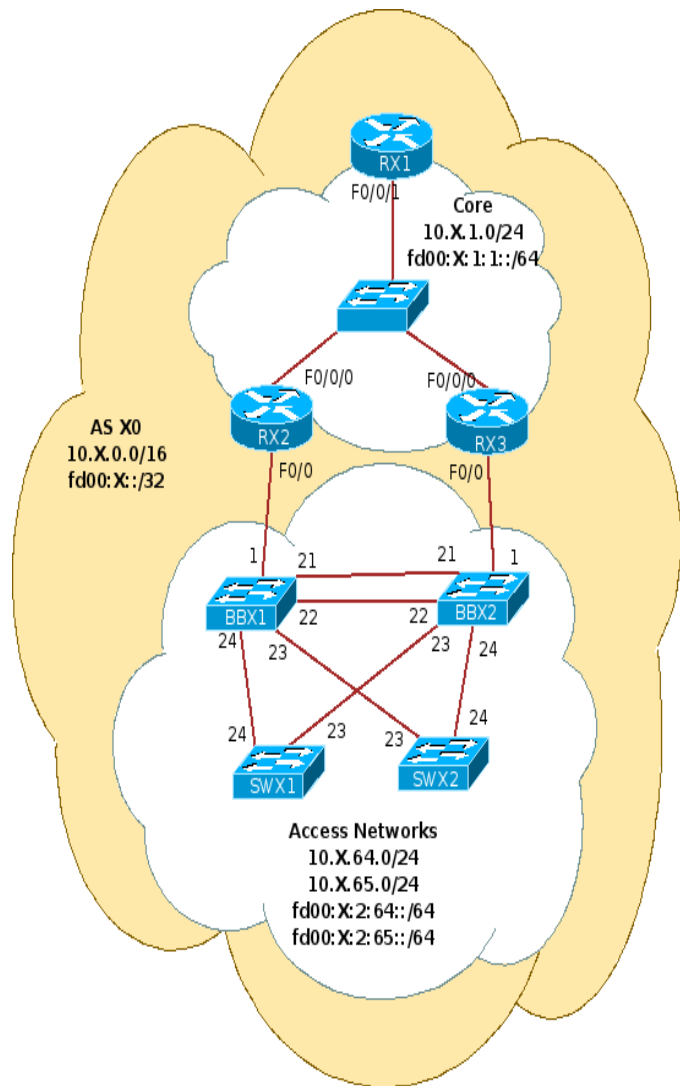 RX1
F0/0/1
Core
10.X.1.0/24
fd00:X:1:1::/64
F0/0/0
F0/0/0
RX2
RX3
AS X0
10.X.0.0/16
fd00:X::/32
F0/0
F0/0
1
21
21
1
BBX1
22
22
BBX2
24
23
23
24
24
23
23
24
SWX1
SWX2
Access Networks
10.X.64.0/24
10.X.65.0/24
fd00:X:2:64::/64
fd00:X:2:65::/64